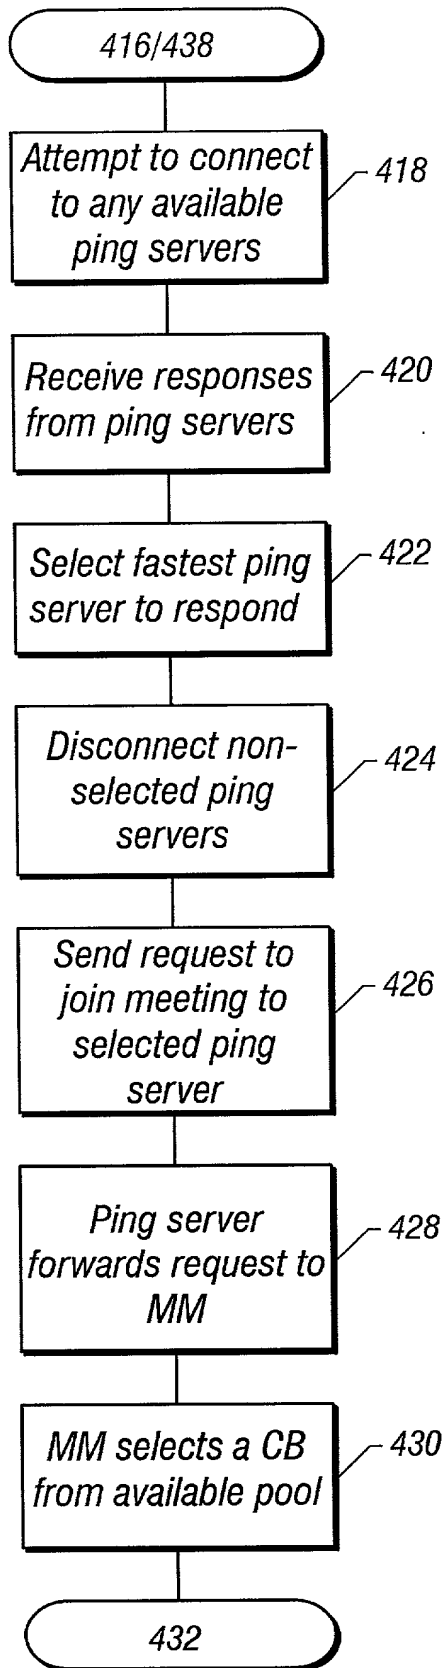 416/438
Attempt to connect
to any available
ping servers
418
Receive responses
from ping servers
420
Select fastest ping
server to respond
422
Disconnect non-
selected ping
servers
424
Send request to
join meeting to
selected ping
server
426
Ping server
forwards request to
MM
428
MM selects a CB
from available pool
430
432